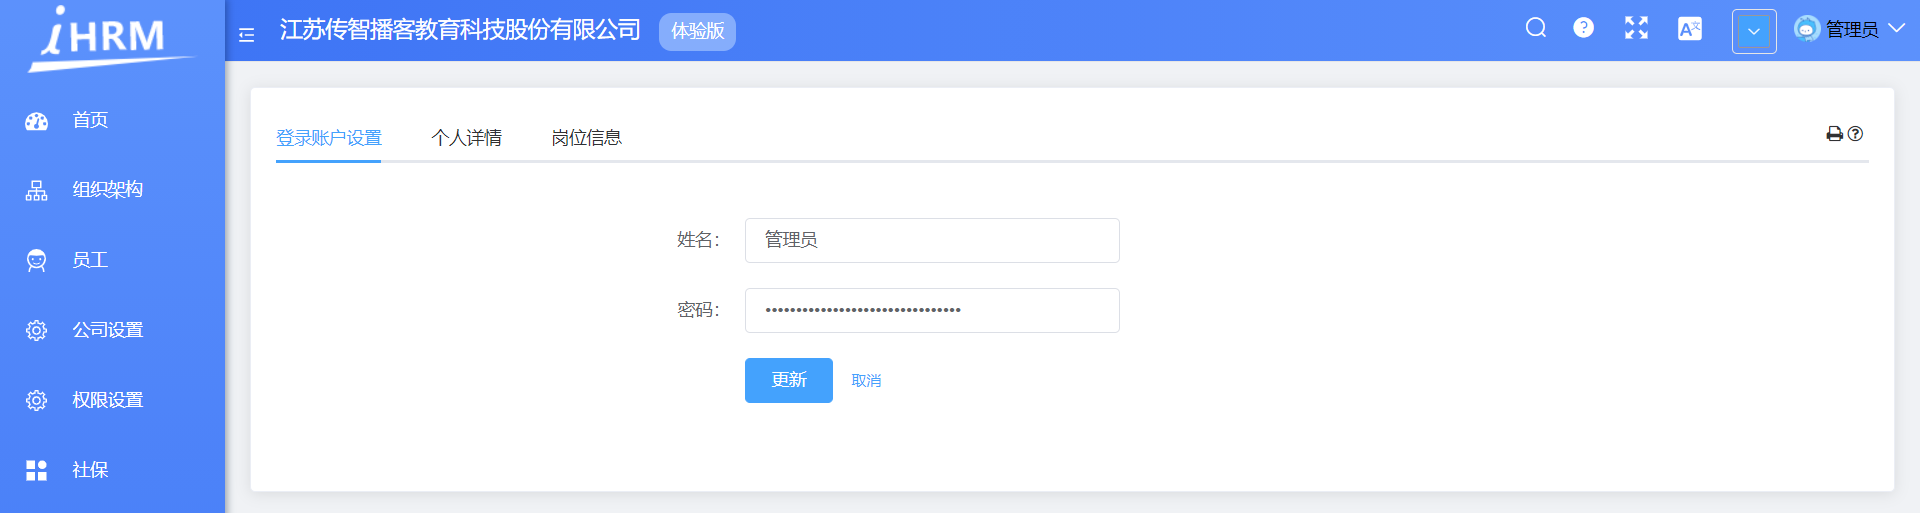 iHRM
江苏传智播客教育科技股份有限公司 体验版
管理员
首页
组织架构
员工
公司设置
权限设置
社保
登录账户设置 个人详情 岗位信息
姓名： 管理员
密码： ••••••••••••••••••••••••••••••••
更新 取消